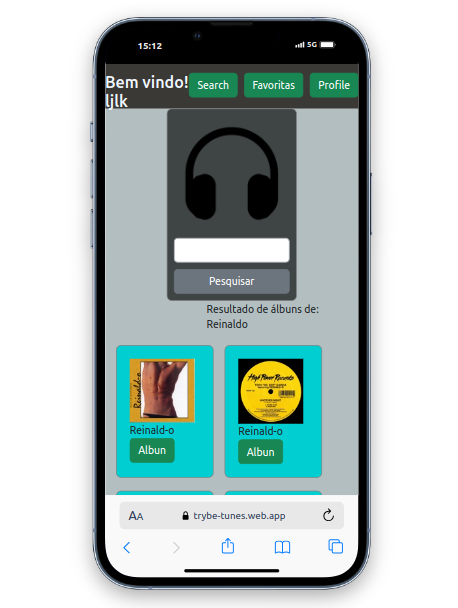 15:12
5G
Bem vindo!
ljlk
Search
Favoritas
Profile
Pesquisar
Resultado de álbuns de:
Reinaldo
Reinald-o
High Power Records
Reinald-o
Reinald-o
Albun
Albun
AA
trybe-tunes.web.app